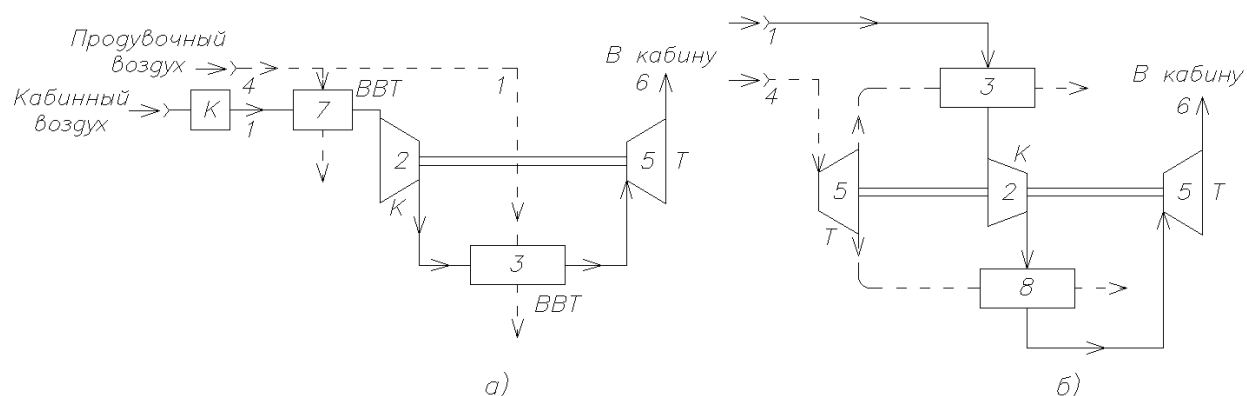 Продувочный
воздух
4
1
Кабинный
воздух
К
1
7
ВВТ
2
К
3
ВВТ
5
Т
В кабину
6
а)
1
4
3
К
5
Т
2
8
5
Т
В кабину
6
б)